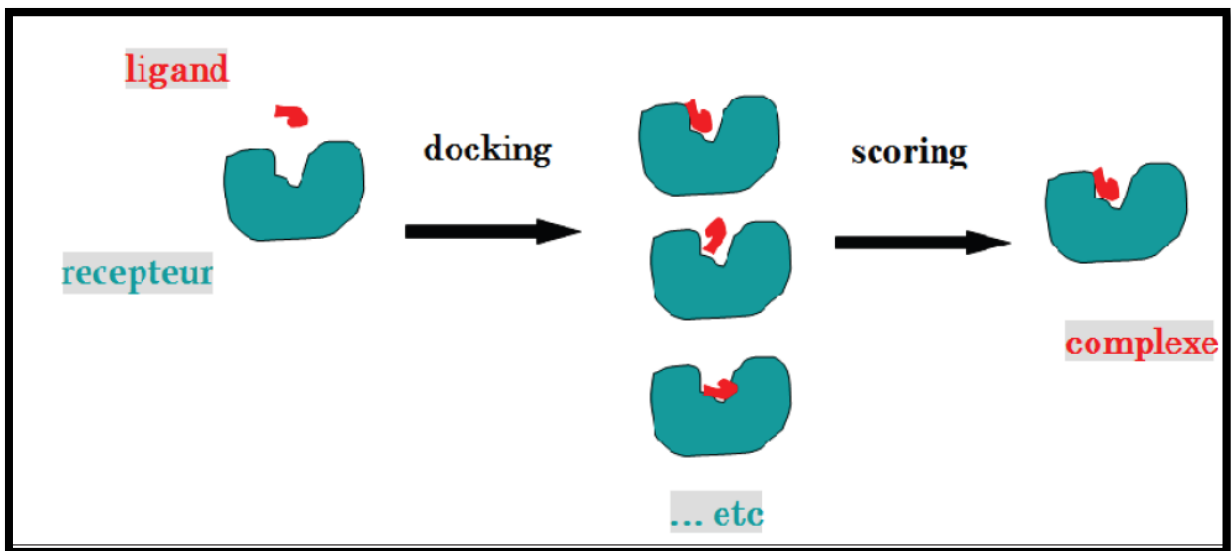 ligand
docking
scoring
recepteur
complexe
... etc